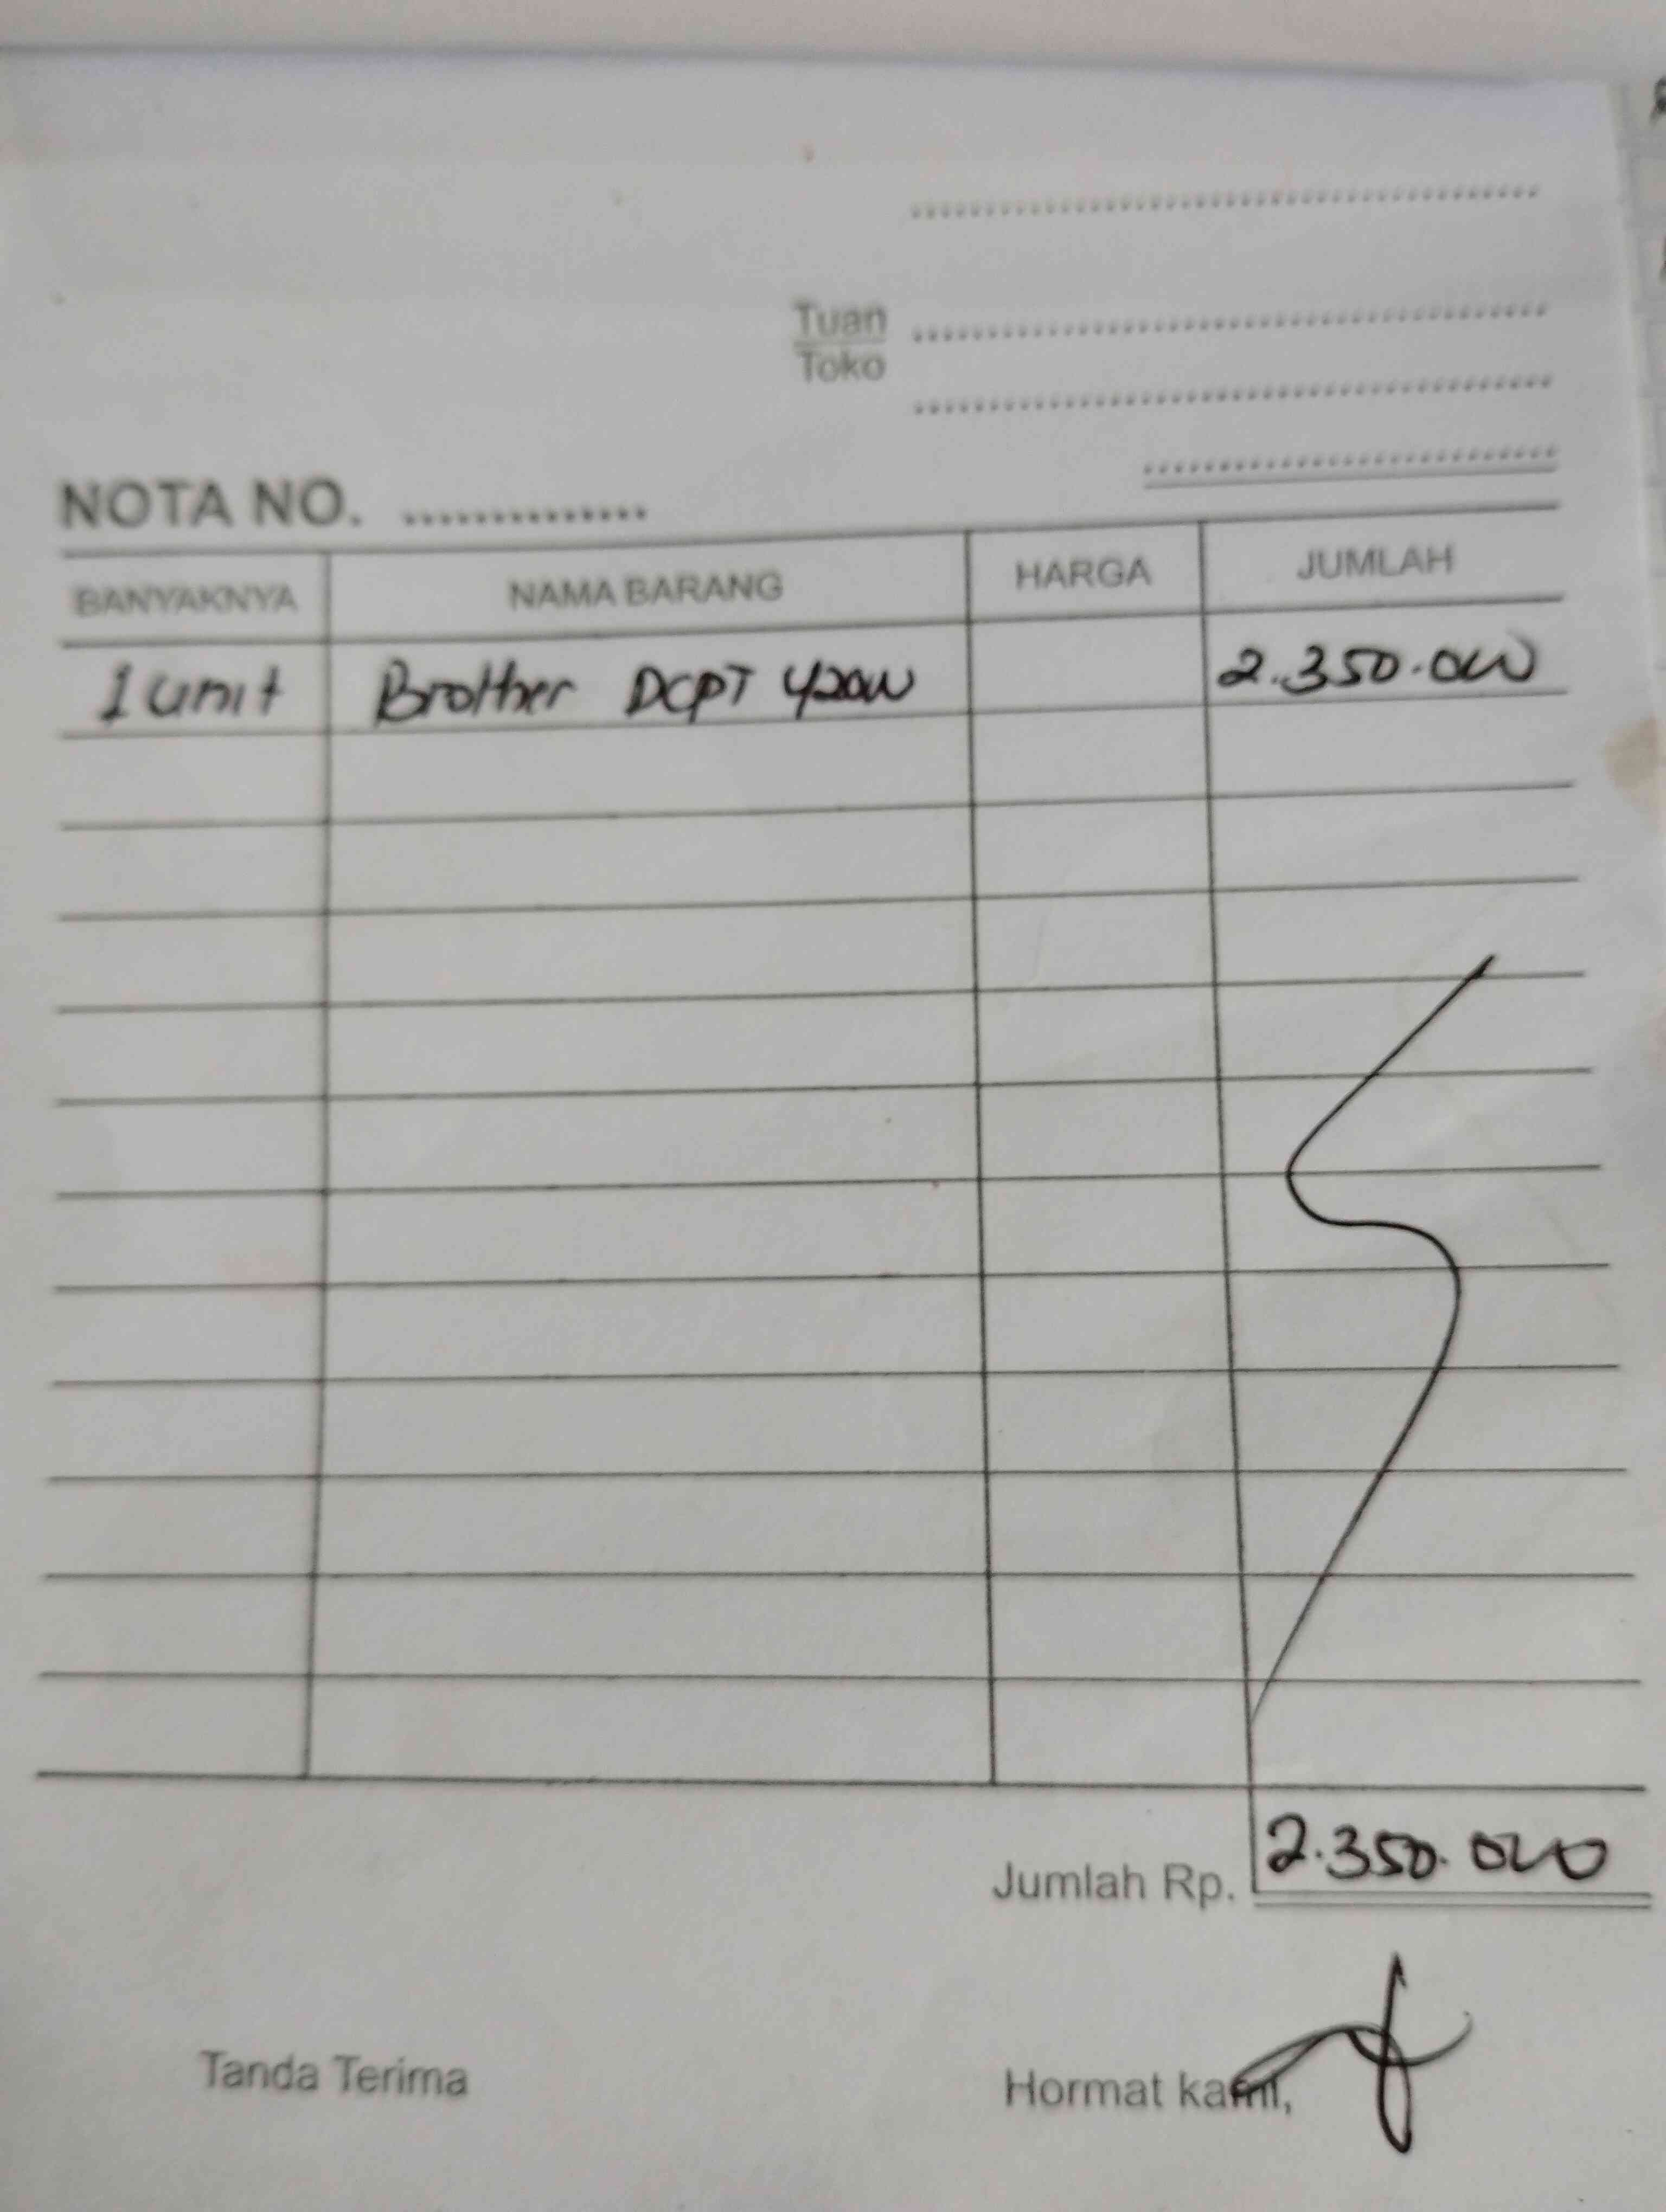 Tuan
Toko
NOTA NO. ..............
BANYAKNYA NAMA BARANG HARGA JUMLAH
1 unit Brother DCPT 420W 2.350.000
Jumlah Rp. 2.350.000
Tanda Terima Hormat kami,